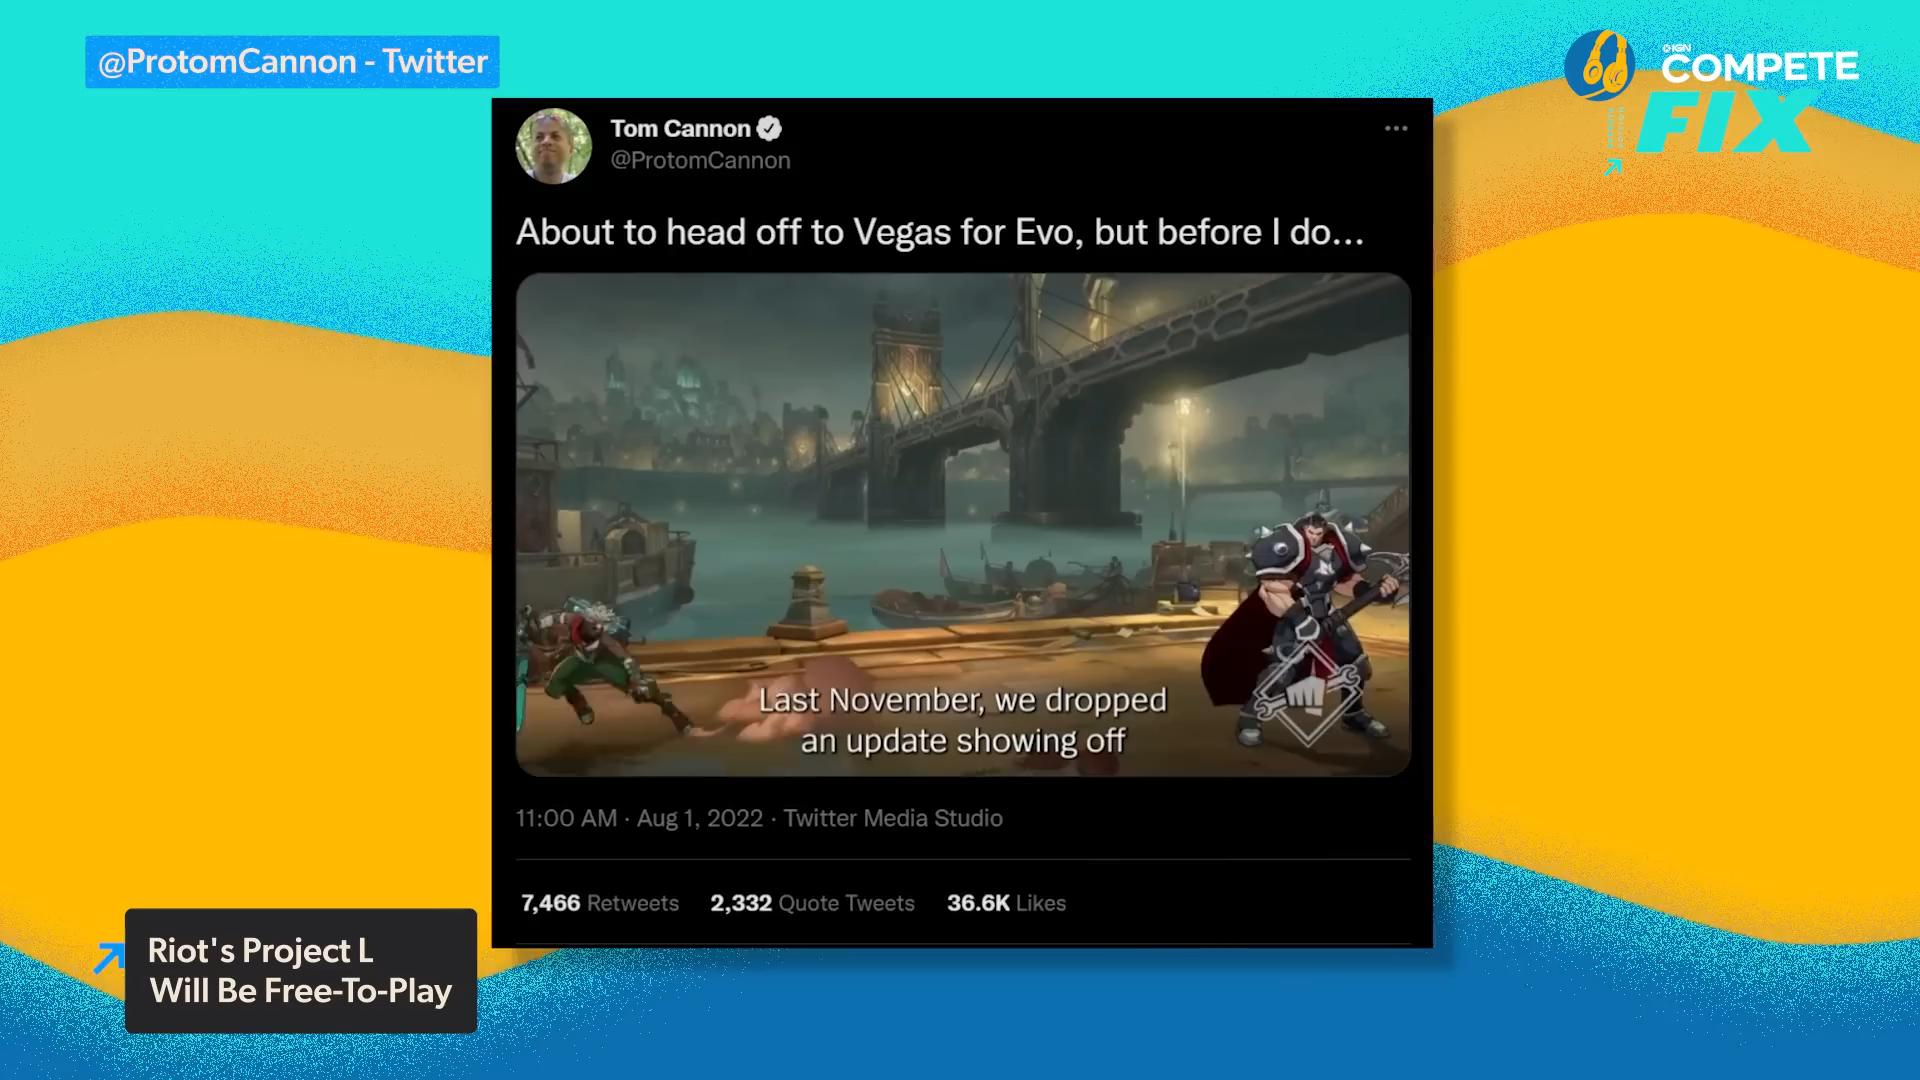 @ProtomCannon - Twitter
IGN
COMPETE
FIX
Tom Cannon
@ProtomCannon
About to head off to Vegas for Evo, but before I do...
Last November, we dropped
an update showing off
11:00 AM · Aug 1, 2022 · Twitter Media Studio
7,466 Retweets 2,332 Quote Tweets 36.6K Likes
Riot's Project L
Will Be Free-To-Play